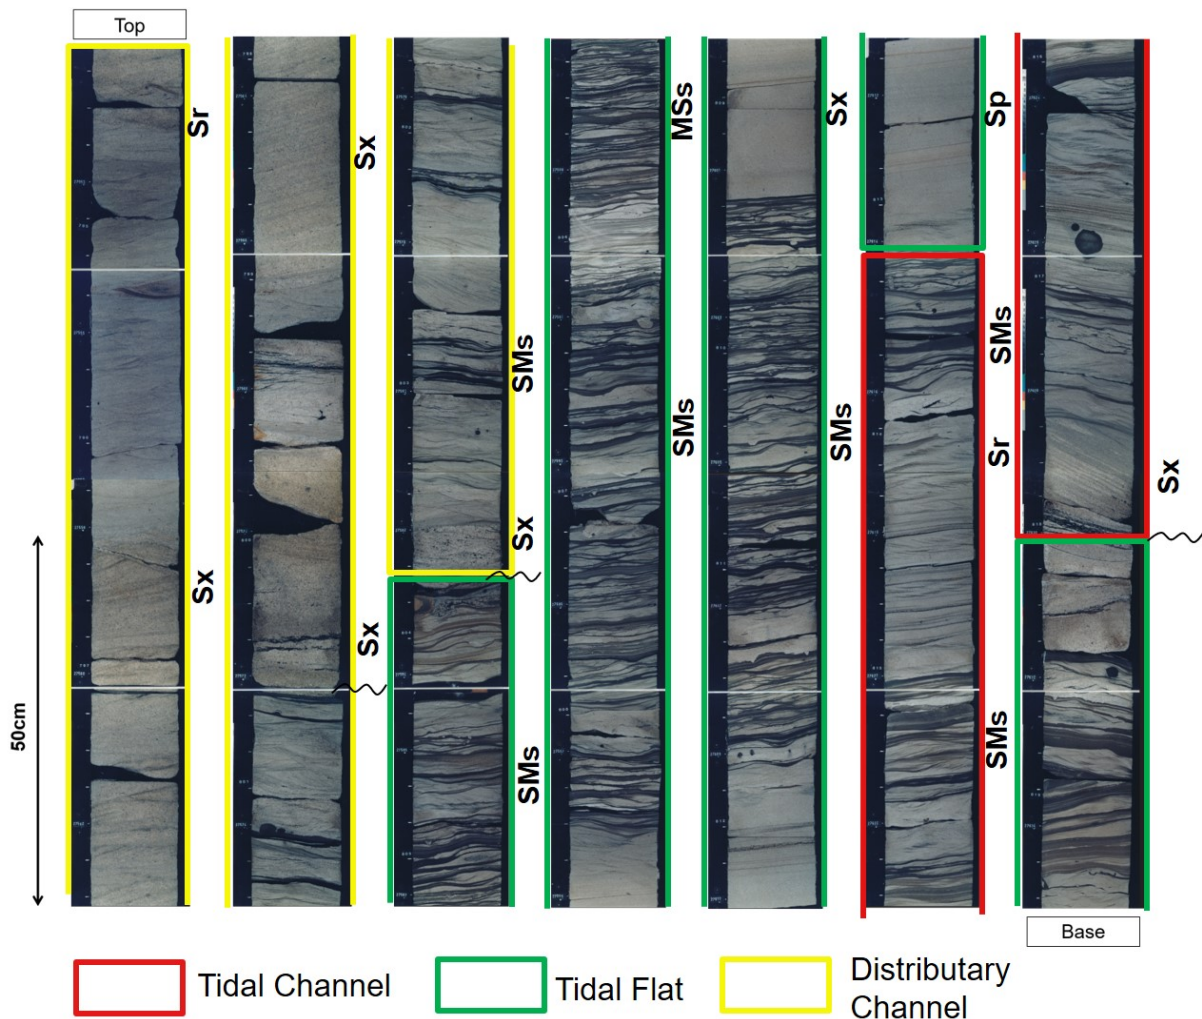 Top
Sr
Sx
Sx
Sx
SMs
Sx
SMs
MSs
SMs
Sx
SMs
Sp
SMs
Sr
SMs
Sx
50cm
Base
Tidal Channel
Tidal Flat
Distributary
Channel